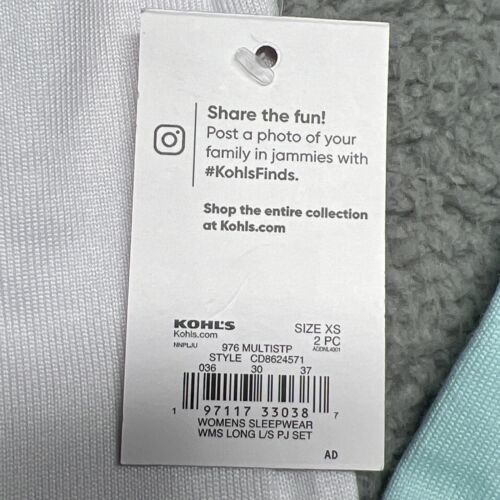 Share the fun!
Post a photo of your
family in jammies with
#KohlsFinds.
Shop the entire collection
at Kohls.com
KOHL'S
Kohls.com
NNPLJU
SIZE XS
2 PC
ADDNL4001
976 MULTISTP
STYLE CD8624571
036 30 37
1 97117 33038 7
WOMENS SLEEPWEAR
WMS LONG L/S PJ SET
AD